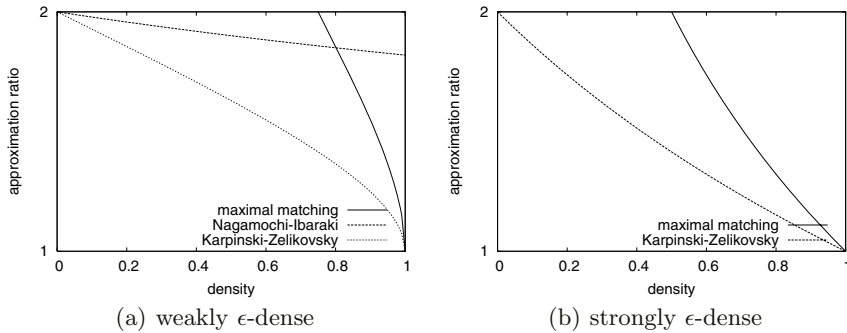 2
approximation ratio
maximal matching
Nagamochi-Ibaraki
Karpinski-Zelikovsky
1
0 0.2 0.4 0.6 0.8 1
density
(a) weakly ϵ-dense
2
approximation ratio
maximal matching
Karpinski-Zelikovsky
1
0 0.2 0.4 0.6 0.8 1
density
(b) strongly ϵ-dense